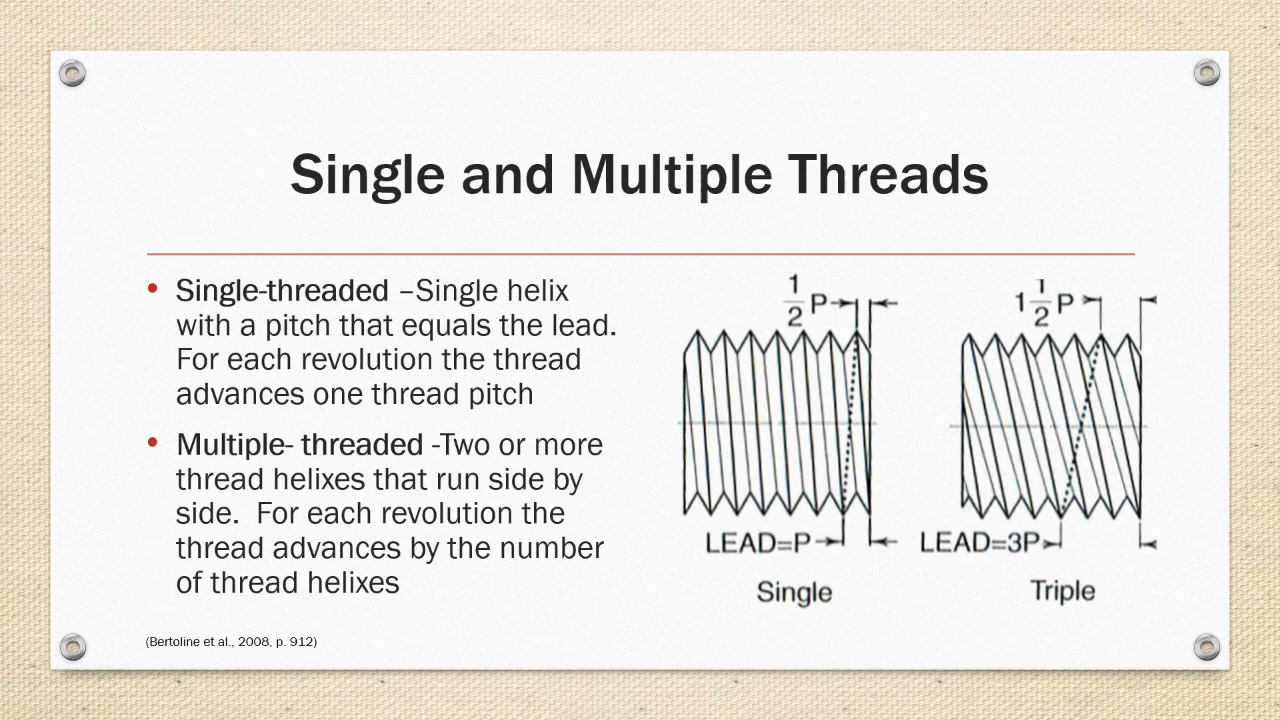 Single and Multiple Threads
• Single-threaded –Single helix
with a pitch that equals the lead.
For each revolution the thread
advances one thread pitch
• Multiple- threaded -Two or more
thread helixes that run side by
side.  For each revolution the
thread advances by the number
of thread helixes
(Bertoline et al., 2008, p. 912)
1/2 P
LEAD=P
Single
1 1/2 P
LEAD=3P
Triple